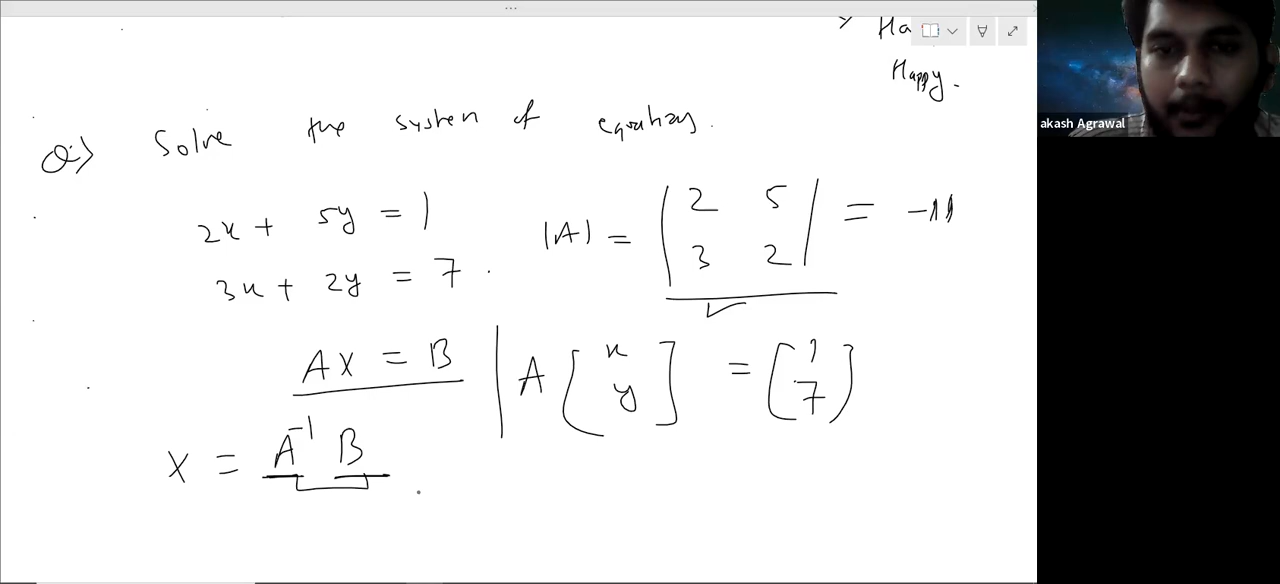 Happy.
Q:) Solve the system of equations.
2x + 5y = 1
3x + 2y = 7 .
|A| = | 2 5 | = -11
| 3 2 |
AX = B
A [ x ] = [ 1 ]
[ y ] [ 7 ]
X = A⁻¹ B
akash Agrawal